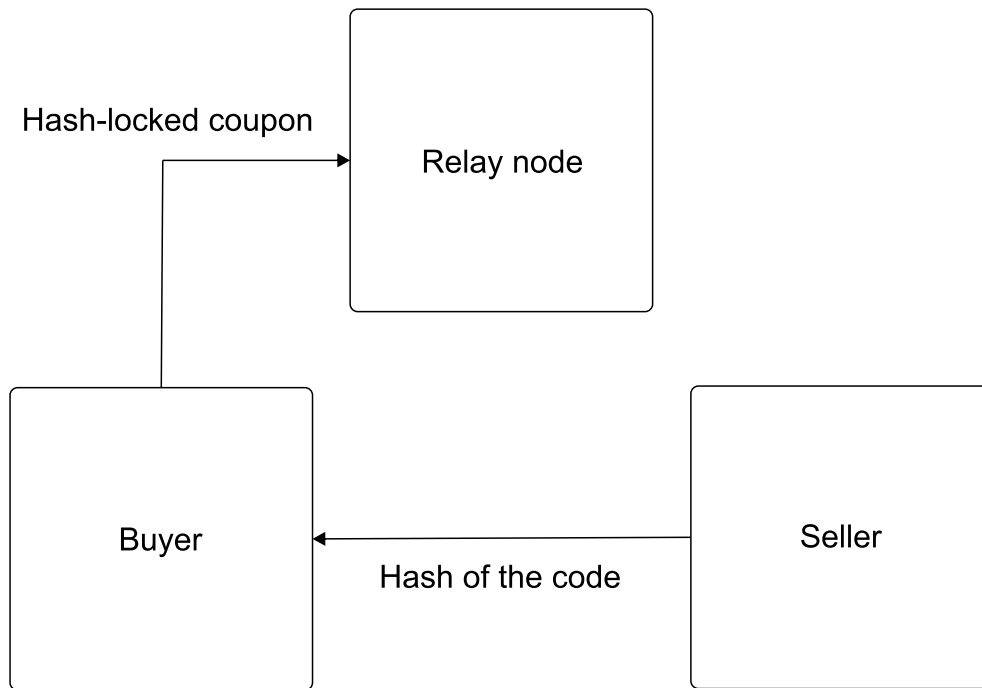 Hash-locked coupon
Relay node
Buyer
Seller
Hash of the code